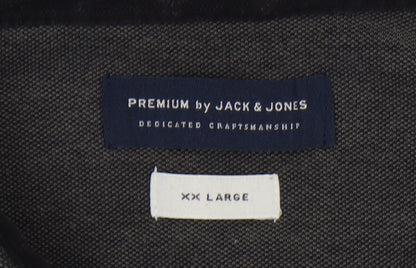 PREMIUM by JACK & JONES
DEDICATED CRAFTSMANSHIP
XX LARGE